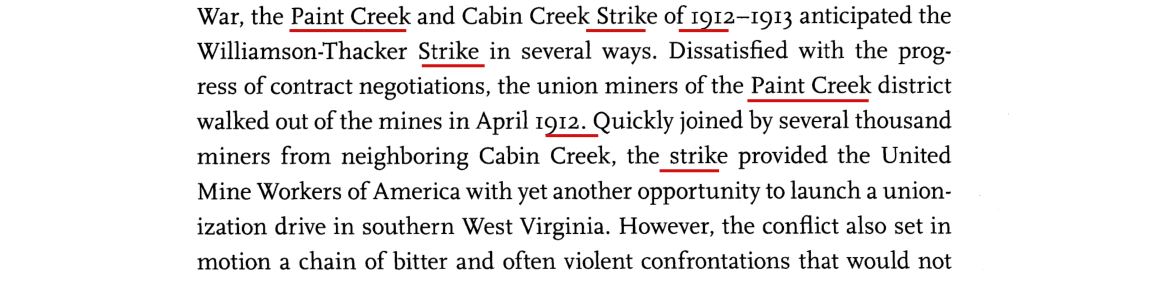 War, the Paint Creek and Cabin Creek Strike of 1912–1913 anticipated the
Williamson-Thacker Strike in several ways. Dissatisfied with the prog-
ress of contract negotiations, the union miners of the Paint Creek district
walked out of the mines in April 1912. Quickly joined by several thousand
miners from neighboring Cabin Creek, the strike provided the United
Mine Workers of America with yet another opportunity to launch a union-
ization drive in southern West Virginia. However, the conflict also set in
motion a chain of bitter and often violent confrontations that would not